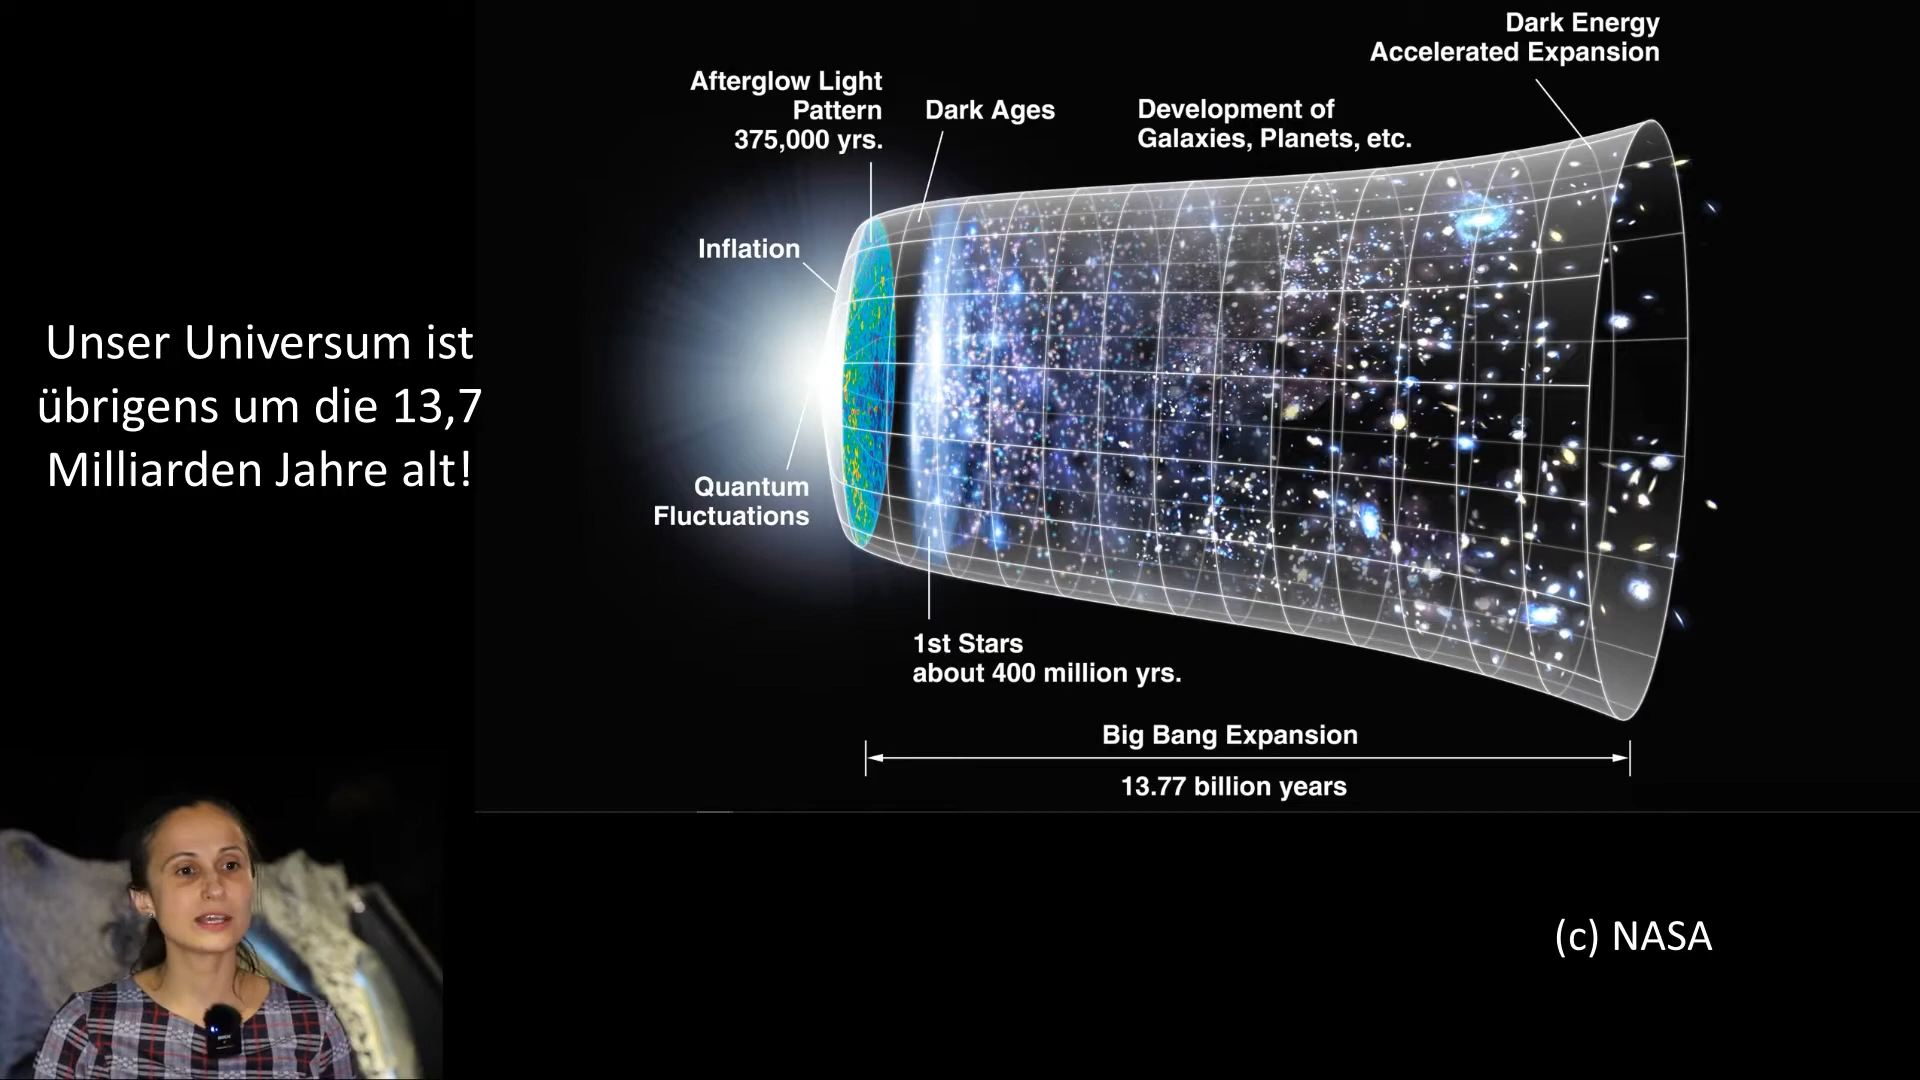 Dark Energy
Accelerated Expansion
Afterglow Light
Pattern
375,000 yrs.
Dark Ages
Development of
Galaxies, Planets, etc.
Inflation
Unser Universum ist
übrigens um die 13,7
Milliarden Jahre alt!
Quantum
Fluctuations
1st Stars
about 400 million yrs.
Big Bang Expansion
13.77 billion years
(c) NASA